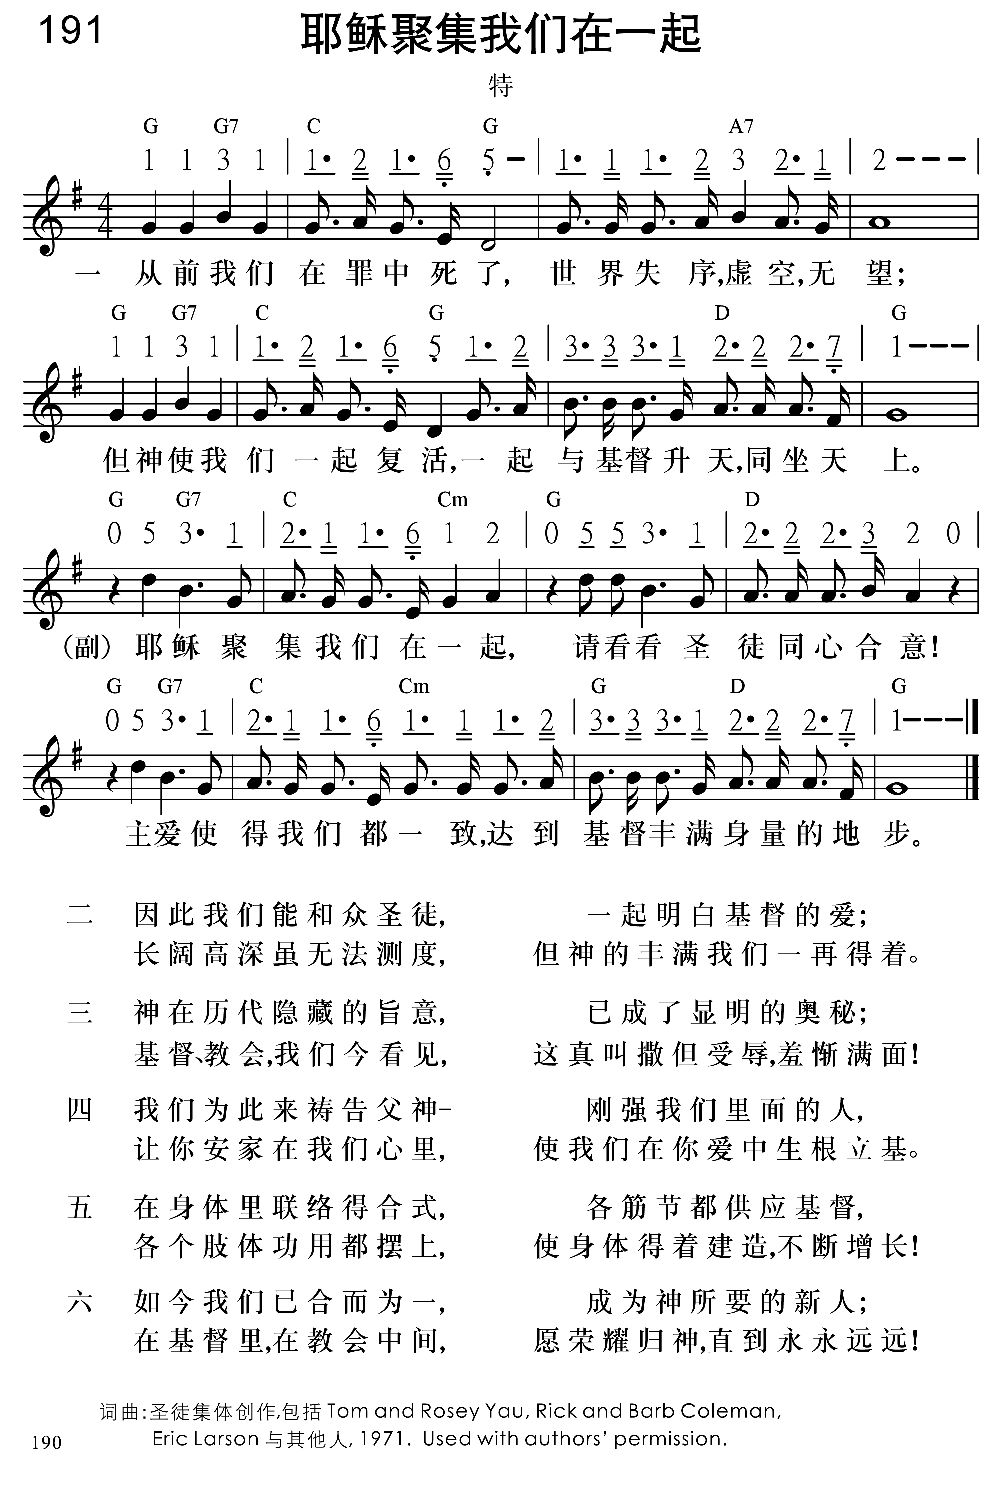 191
耶稣聚集我们在一起
特
G G7 C G A7
1 1 3 1 | 1• 2 1• 6 5 – | 1• 1 1• 2 3 2• 1 | 2 – – – |
一 从前我们 在罪中死了, 世界失序,虚空,无望;
G G7 C G D G
1 1 3 1 | 1• 2 1• 6 5 1• 2 | 3• 3 3• 1 2• 2 2• 7 | 1 – – – |
但神使我们一起复活,一起与基督升天,同坐天上。
G G7 C Cm G D
0 5 3• 1 | 2• 1 1• 6 1 2 | 0 5 5 3• 1 | 2• 2 2• 3 2 0 |
(副) 耶稣聚集我们在一起, 请看看圣徒同心合意!
G G7 C Cm G D G
0 5 3• 1 | 2• 1 1• 6 1• 1 1• 2 | 3• 3 3• 1 2• 2 2• 7 | 1 – – – ‖
主爱使得我们都一致,达到基督丰满身量的地步。
二 因此我们能和众圣徒, 一起明白基督的爱;
长阔高深虽无法测度, 但神的丰满我们一再得着。
三 神在历代隐藏的旨意, 已成了显明的奥秘;
基督、教会,我们今看见, 这真叫撒但受辱,羞惭满面!
四 我们为此来祷告父神- 刚强我们里面的人,
让你安家在我们心里, 使我们在你爱中生根立基。
五 在身体里联络得合式, 各筋节都供应基督,
各个肢体功用都摆上, 使身体得着建造,不断增长!
六 如今我们已合而为一, 成为神所要的新人;
在基督里,在教会中间, 愿荣耀归神,直到永永远远!
词曲:圣徒集体创作,包括 Tom and Rosey Yau, Rick and Barb Coleman,
190 Eric Larson 与其他人, 1971. Used with authors' permission.